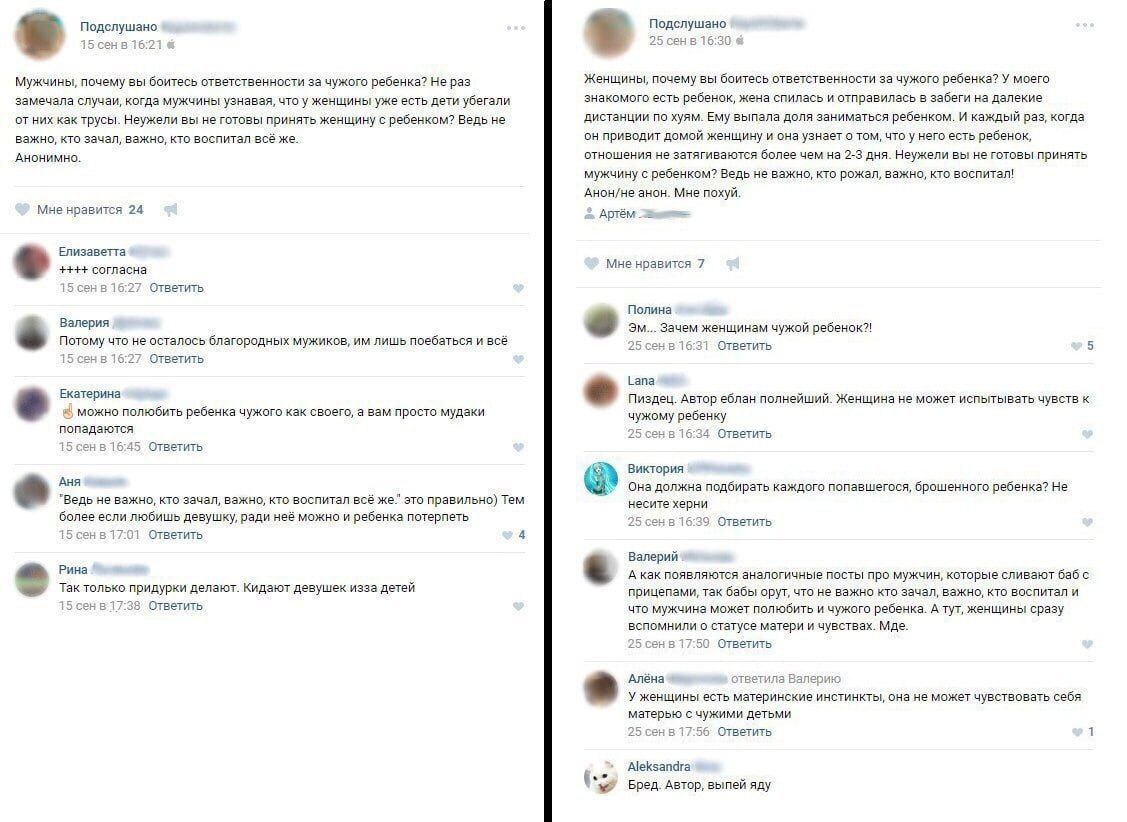 Подслушано
15 сен в 16:21
Мужчины, почему вы боитесь ответственности за чужого ребенка? Не раз
замечала случаи, когда мужчины узнавая, что у женщины уже есть дети убегали
от них как трусы. Неужели вы не готовы принять женщину с ребенком? Ведь не
важно, кто зачал, важно, кто воспитал всё же.
Анонимно.
Мне нравится 24
Елизаветта
++++ согласна
15 сен в 16:27 Ответить
Валерия
Потому что не осталось благородных мужиков, им лишь поебаться и всё
15 сен в 16:27 Ответить
Екатерина
☝можно полюбить ребенка чужого как своего, а вам просто мудаки
попадаются
15 сен в 16:45 Ответить
Аня
"Ведь не важно, кто зачал, важно, кто воспитал все же." это правильно) Тем
более если любишь девушку, ради неё можно и ребенка потерпеть
15 сен в 17:01 Ответить 4
Рина
Так только придурки делают. Кидают девушек изза детей
15 сен в 17:38 Ответить
Подслушано
25 сен в 16:30
Женщины, почему вы боитесь ответственности за чужого ребенка? У моего
знакомого есть ребенок, жена спилась и отправилась в забеги на далекие
дистанции по хуям. Ему выпала доля заниматься ребенком. И каждый раз, когда
он приводит домой женщину и она узнает о том, что у него есть ребенок,
отношения не затягиваются более чем на 2-3 дня. Неужели вы не готовы принять
мужчину с ребенком? Ведь не важно, кто рожал, важно, кто воспитал!
Анон/не анон. Мне похуй.
Артём
Мне нравится 7
Полина
Эм... Зачем женщинам чужой ребенок?!
25 сен в 16:31 Ответить 5
Lana
Пиздец. Автор еблан полнейший. Женщина не может испытывать чувств к
чужому ребенку
25 сен в 16:34 Ответить
Виктория
Она должна подбирать каждого попавшегося, брошенного ребенка? Не
несите херни
25 сен в 16:39 Ответить
Валерий
А как появляются аналогичные посты про мужчин, которые сливают баб с
прицепами, так бабы орут, что не важно кто зачал, важно, кто воспитал и
что мужчина может полюбить и чужого ребенка. А тут, женщины сразу
вспомнили о статусе матери и чувствах. Мде.
25 сен в 17:50 Ответить
Алёна ответила Валерию
У женщины есть материнские инстинкты, она не может чувствовать себя
матерью с чужими детьми
25 сен в 17:56 Ответить 1
Aleksandra
Бред. Автор, выпей яду